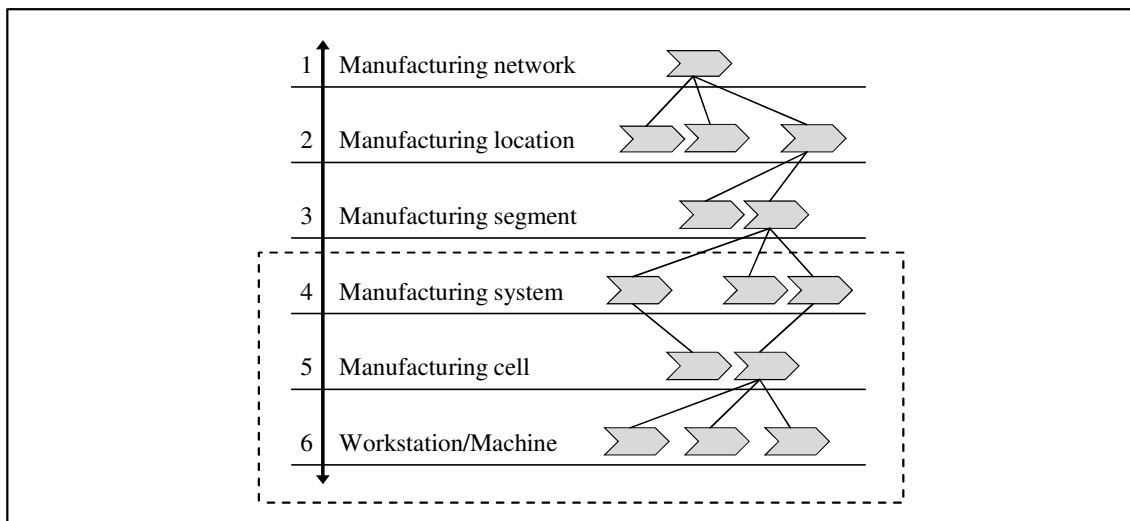 1 Manufacturing network
2 Manufacturing location
3 Manufacturing segment
4 Manufacturing system
5 Manufacturing cell
6 Workstation/Machine